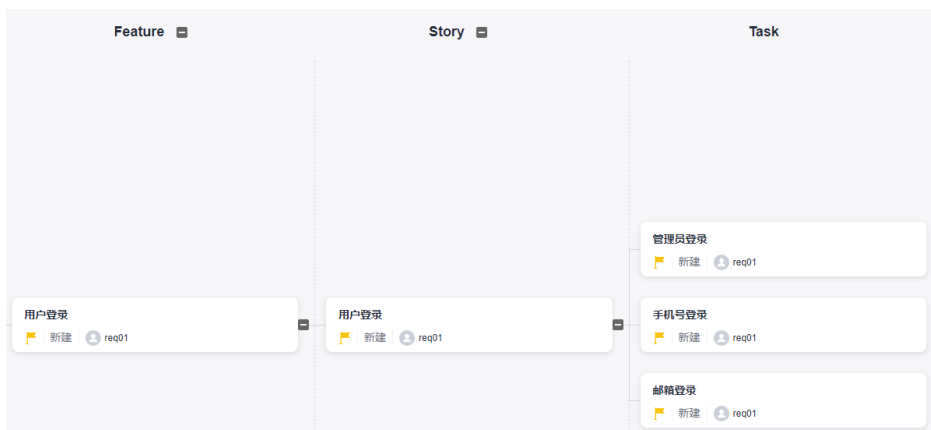 Feature Story Task
管理员登录
新建 req01
用户登录 用户登录 手机号登录
新建 req01 新建 req01 新建 req01
邮箱登录
新建 req01